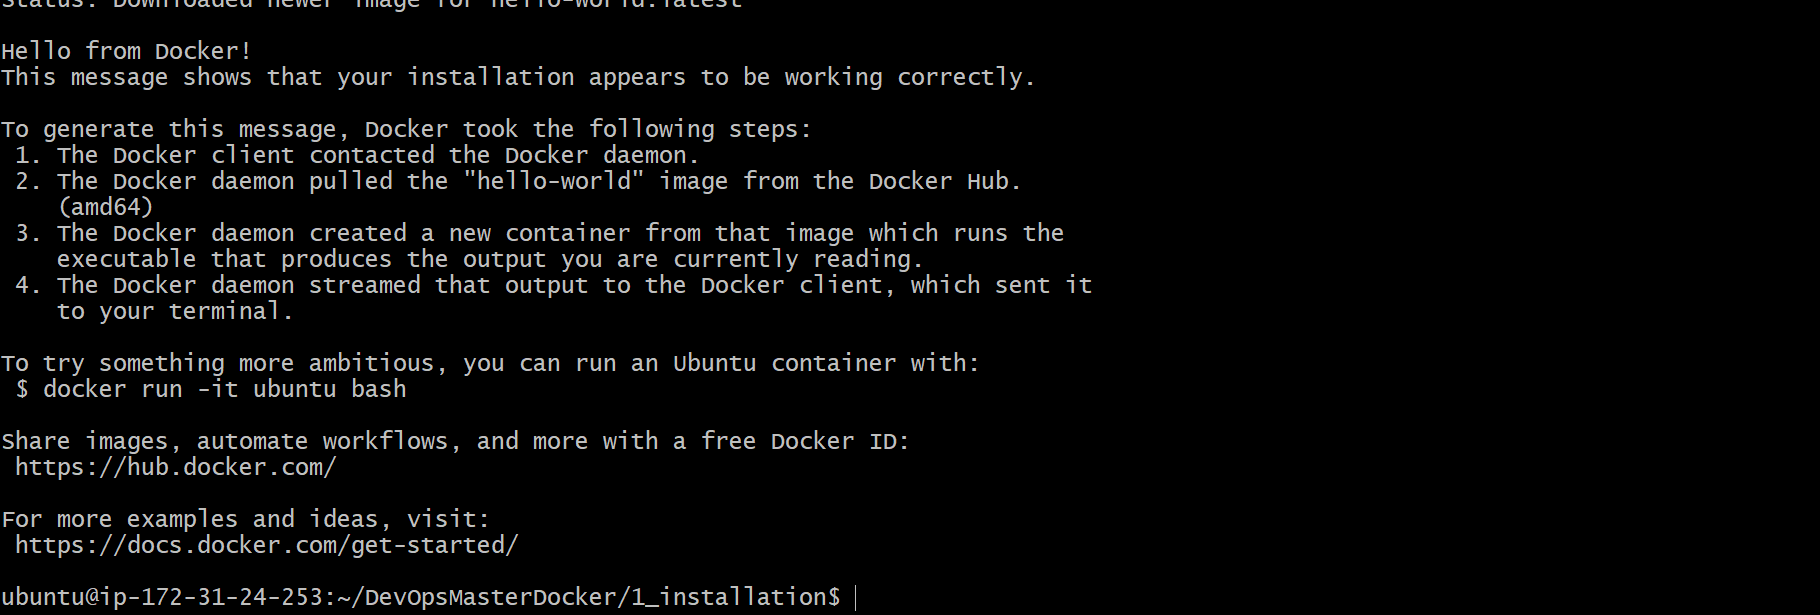 Status: Downloaded newer image for hello-world:latest
Hello from Docker!
This message shows that your installation appears to be working correctly.
To generate this message, Docker took the following steps:
1. The Docker client contacted the Docker daemon.
2. The Docker daemon pulled the "hello-world" image from the Docker Hub.
(amd64)
3. The Docker daemon created a new container from that image which runs the
executable that produces the output you are currently reading.
4. The Docker daemon streamed that output to the Docker client, which sent it
to your terminal.
To try something more ambitious, you can run an Ubuntu container with:
$ docker run -it ubuntu bash
Share images, automate workflows, and more with a free Docker ID:
https://hub.docker.com/
For more examples and ideas, visit:
https://docs.docker.com/get-started/
ubuntu@ip-172-31-24-253:~/DevOpsMasterDocker/1_installation$